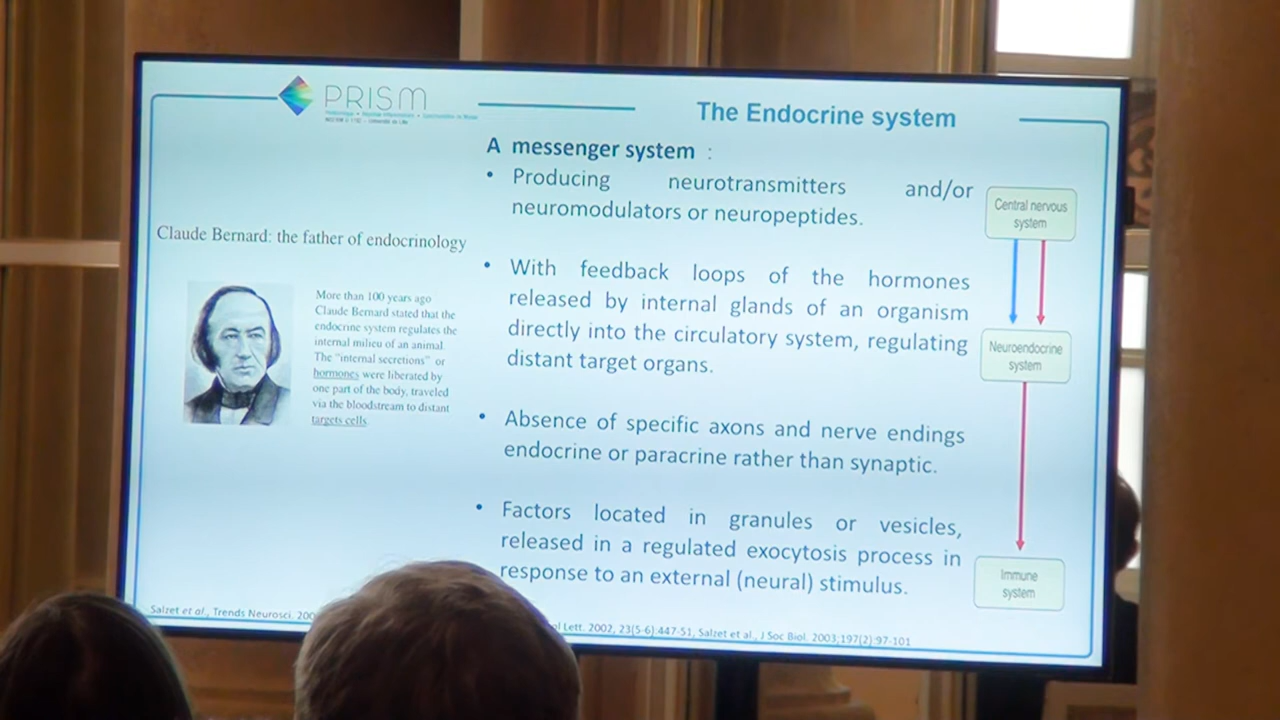 PRISM
The Endocrine system
Claude Bernard: the father of endocrinology
More than 100 years ago
Claude Bernard stated that the
endocrine system regulates the
internal milieu of an animal.
The "internal secretions" or
hormones were liberated by
one part of the body, traveled
via the bloodstream to distant
targets cells
A messenger system :
• Producing neurotransmitters and/or
neuromodulators or neuropeptides.
• With feedback loops of the hormones
released by internal glands of an organism
directly into the circulatory system, regulating
distant target organs.
• Absence of specific axons and nerve endings
endocrine or paracrine rather than synaptic.
• Factors located in granules or vesicles,
released in a regulated exocytosis process in
response to an external (neural) stimulus.
Central nervous
system
Neuroendocrine
system
Immune
system
Salzet et al., Trends Neurosci. Lett. 2002, 23(5-6):447-51, Salzet et al., J Soc Biol. 2003;197(2):97-101